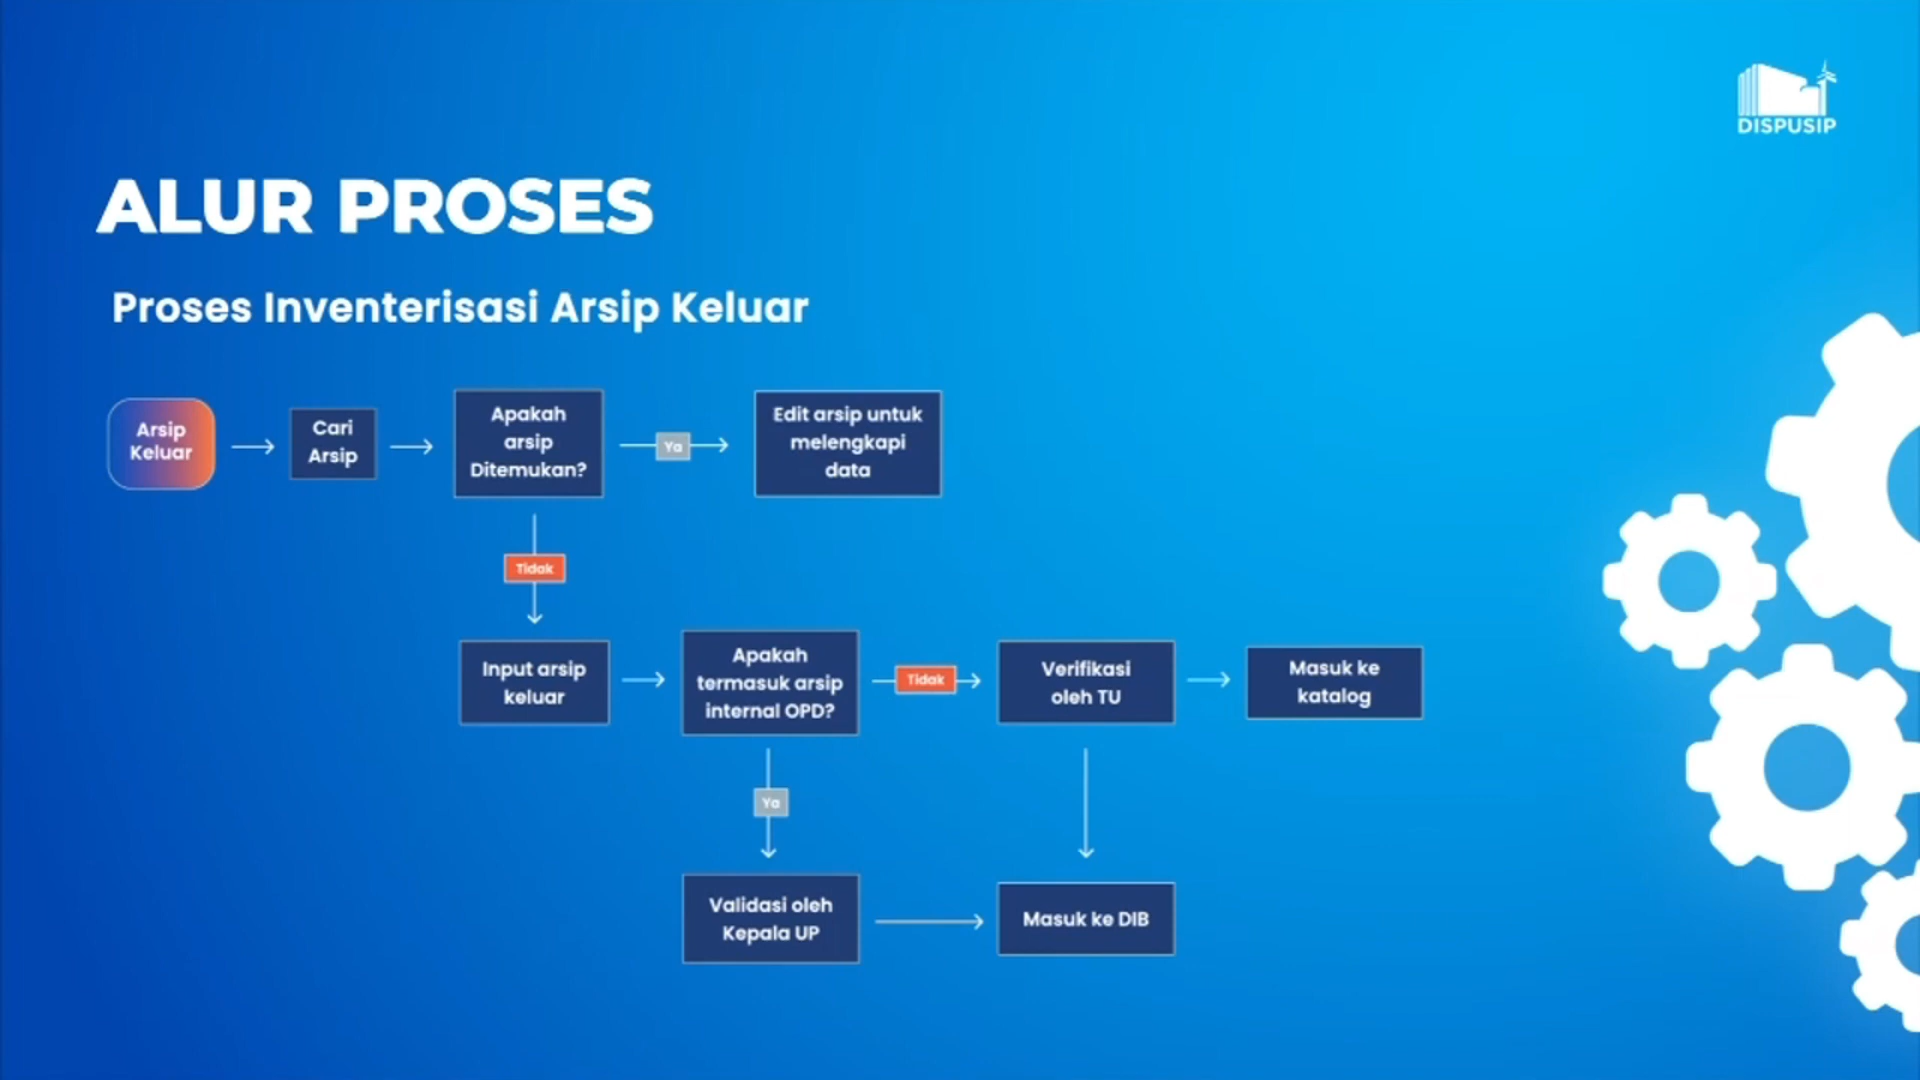 DISPUSIP
ALUR PROSES
Proses Inventerisasi Arsip Keluar
Arsip
Keluar
Cari
Arsip
Apakah
arsip
Ditemukan?
Ya
Edit arsip untuk
melengkapi
data
Tidak
Input arsip
keluar
Apakah
termasuk arsip
internal OPD?
Tidak
Verifikasi
oleh TU
Masuk ke
katalog
Ya
Validasi oleh
Kepala UP
Masuk ke DIB